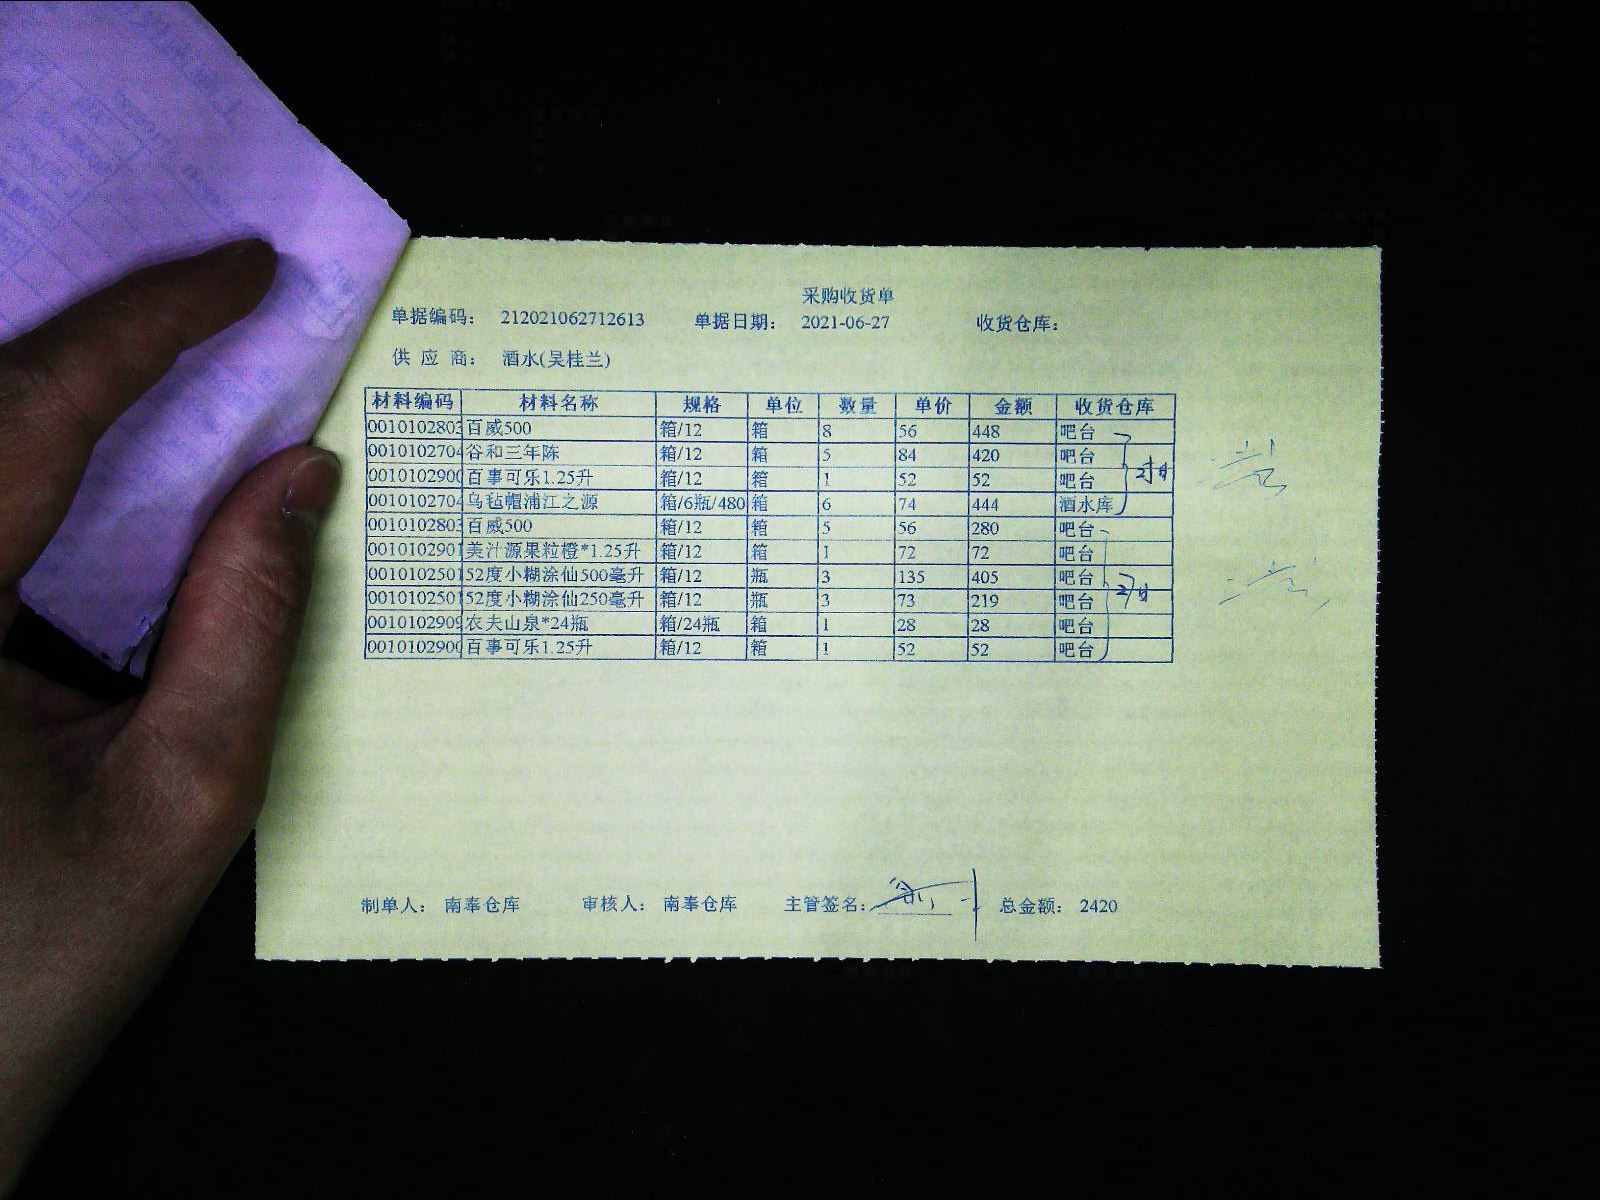 采购收货单
单据编码： 212021062712613 单据日期： 2021-06-27 收货仓库：
供应商： 酒水(吴桂兰)
材料编码 材料名称 规格 单位 数量 单价 金额 收货仓库
0010102803 百威500 箱/12 箱 8 56 448 吧台
0010102704 谷和三年陈 箱/12 箱 5 84 420 吧台
0010102900 百事可乐1.25升 箱/12 箱 1 52 52 吧台
0010102704 乌毡帽浦江之源 箱/6瓶/480 箱 6 74 444 酒水库
0010102803 百威500 箱/12 箱 5 56 280 吧台
0010102901 美汁源果粒橙*1.25升 箱/12 箱 1 72 72 吧台
0010102501 52度小糊涂仙500毫升 箱/12 瓶 3 135 405 吧台
0010102501 52度小糊涂仙250毫升 箱/12 瓶 3 73 219 吧台
0010102909 农夫山泉*24瓶 箱/24瓶 箱 1 28 28 吧台
0010102900 百事可乐1.25升 箱/12 箱 1 52 52 吧台
制单人： 南奉仓库 审核人： 南奉仓库 主管签名： 总金额： 2420